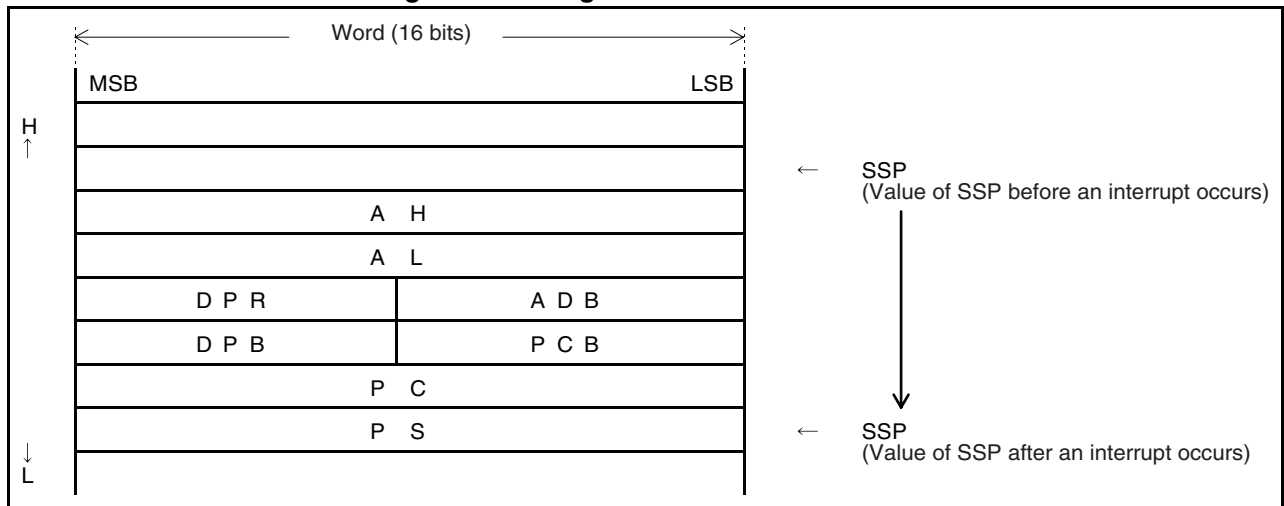 Word (16 bits)
MSB LSB
H
↑
← SSP
(Value of SSP before an interrupt occurs)
A H
A L
D P R A D B
D P B P C B
P C
P S ← SSP
(Value of SSP after an interrupt occurs)
↓
L